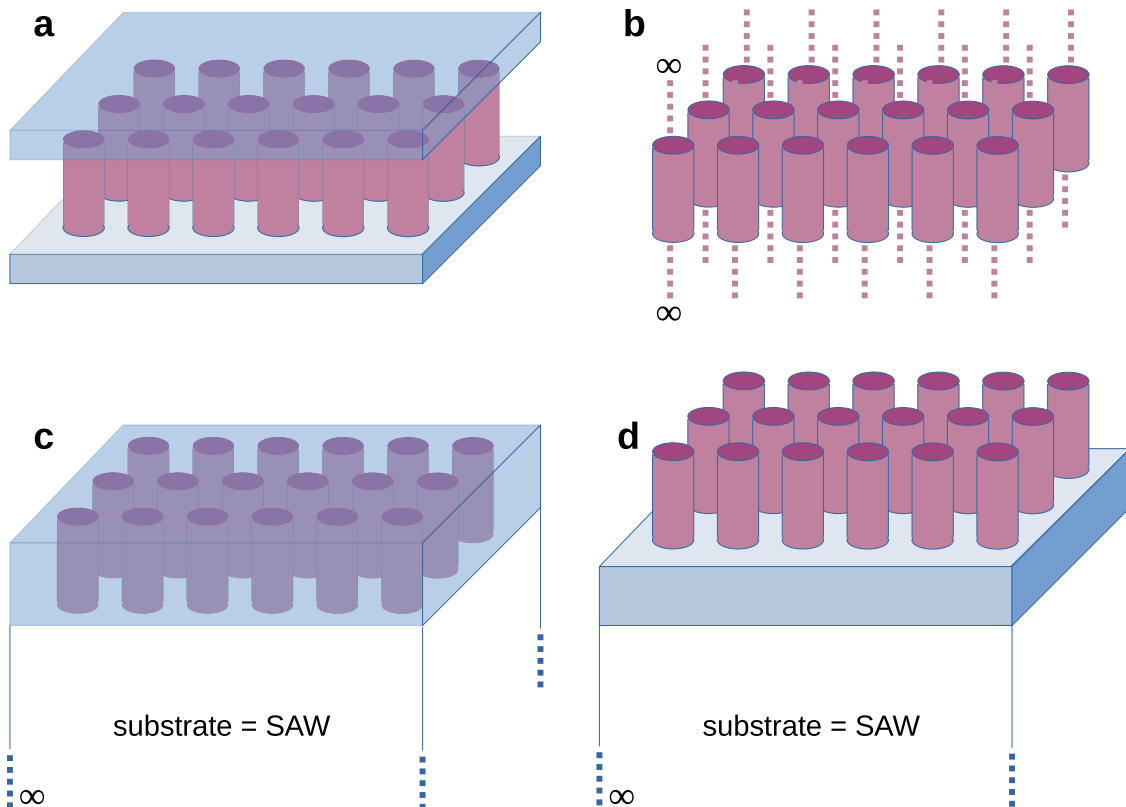 a
b
∞
∞
c
d
substrate = SAW
substrate = SAW
∞
∞